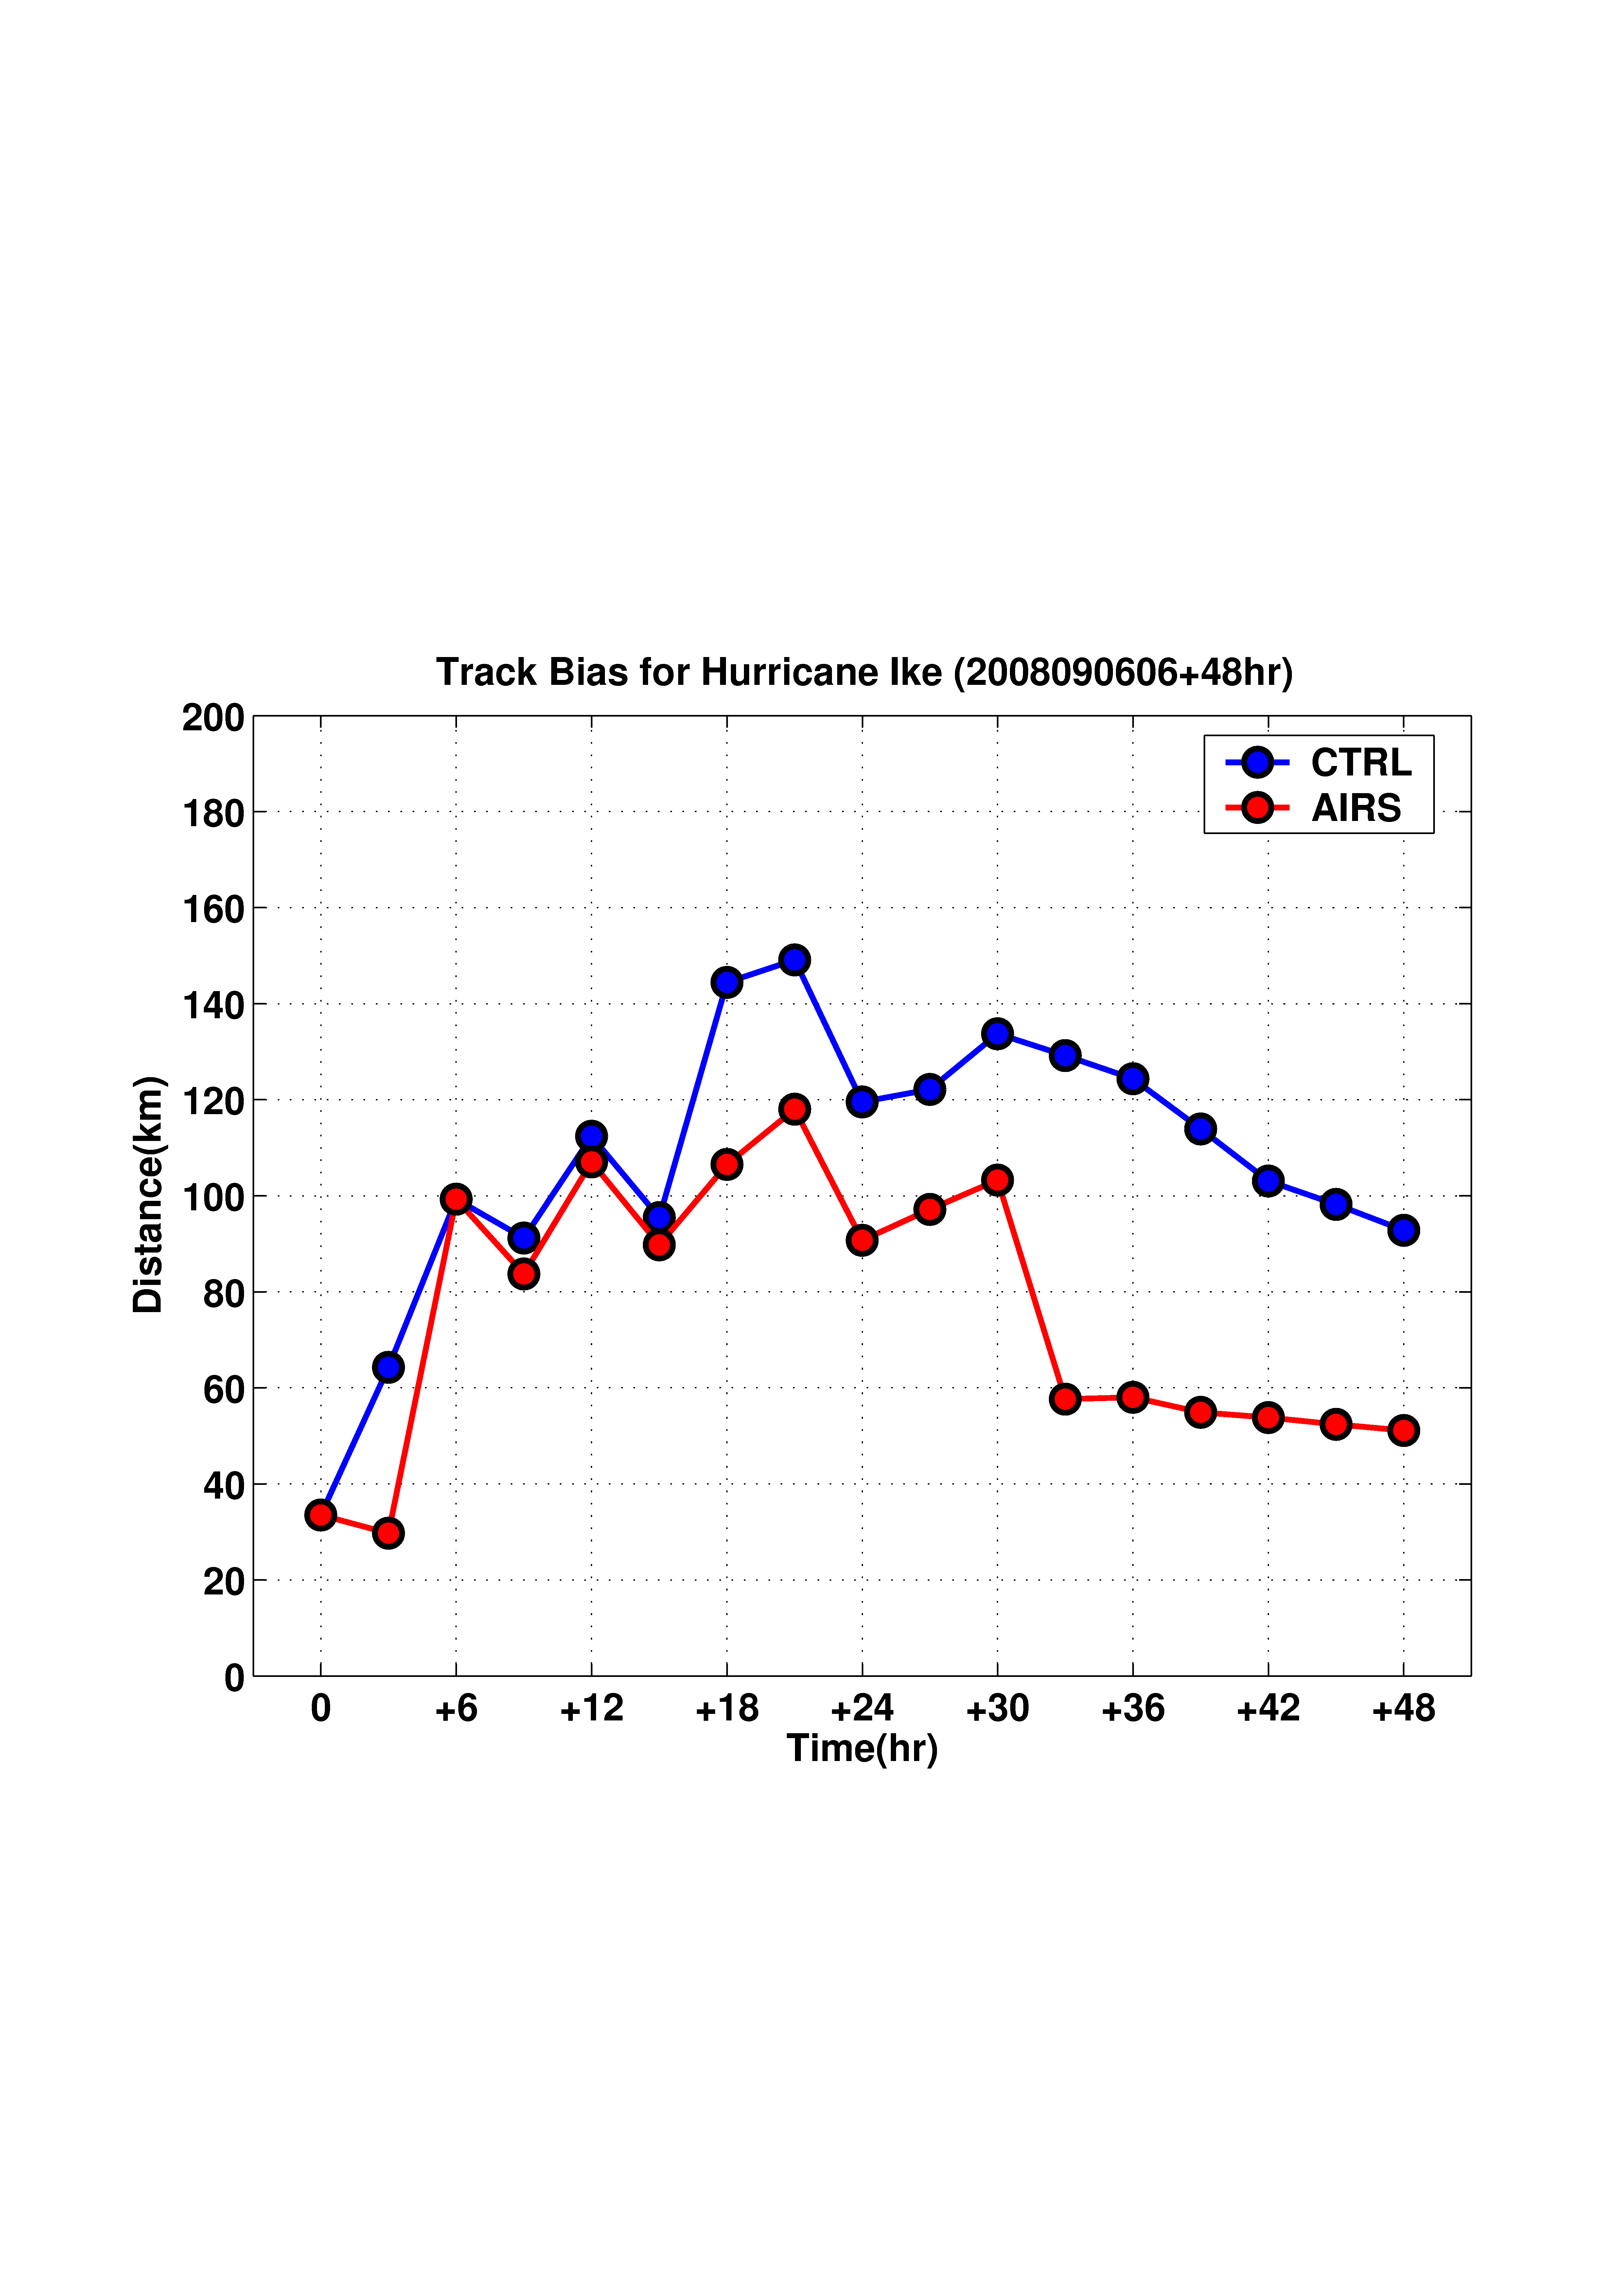 Track Bias for Hurricane Ike (2008090606+48hr)
200
180
160
140
120
100
80
60
40
20
0
Distance(km)
CTRL
AIRS
0 +6 +12 +18 +24 +30 +36 +42 +48
Time(hr)